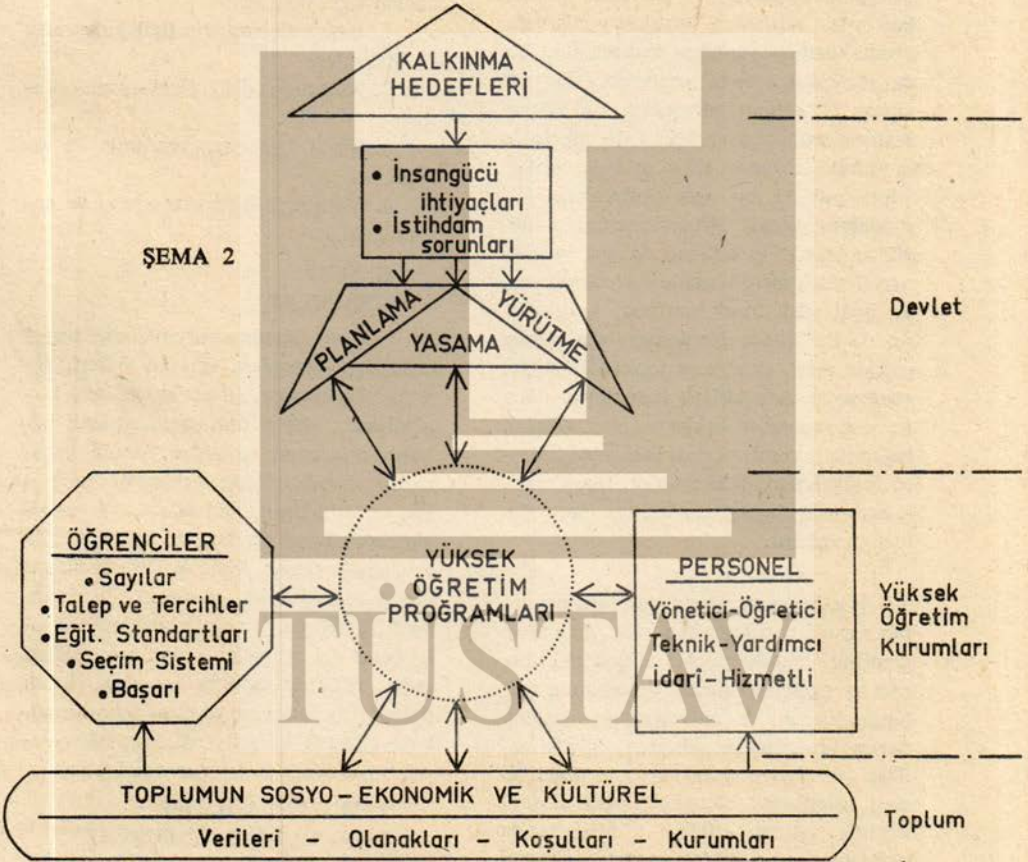 KALKINMA
HEDEFLERİ
• İnsangücü
ihtiyaçları
• İstihdam
sorunları
ŞEMA 2
PLANLAMA
YASAMA
YÜRÜTME
Devlet
ÖĞRENCİLER
• Sayılar
• Talep ve Tercihler
• Eğit. Standartları
• Seçim Sistemi
• Başarı
YÜKSEK
ÖĞRETİM
PROĞRAMLARI
PERSONEL
Yönetici-Öğretici
Teknik-Yardımcı
İdarî-Hizmetli
Yüksek
Öğretim
Kurumları
TÜSTAV
TOPLUMUN SOSYO-EKONOMİK VE KÜLTÜREL
Verileri - Olanakları - Koşulları - Kurumları
Toplum